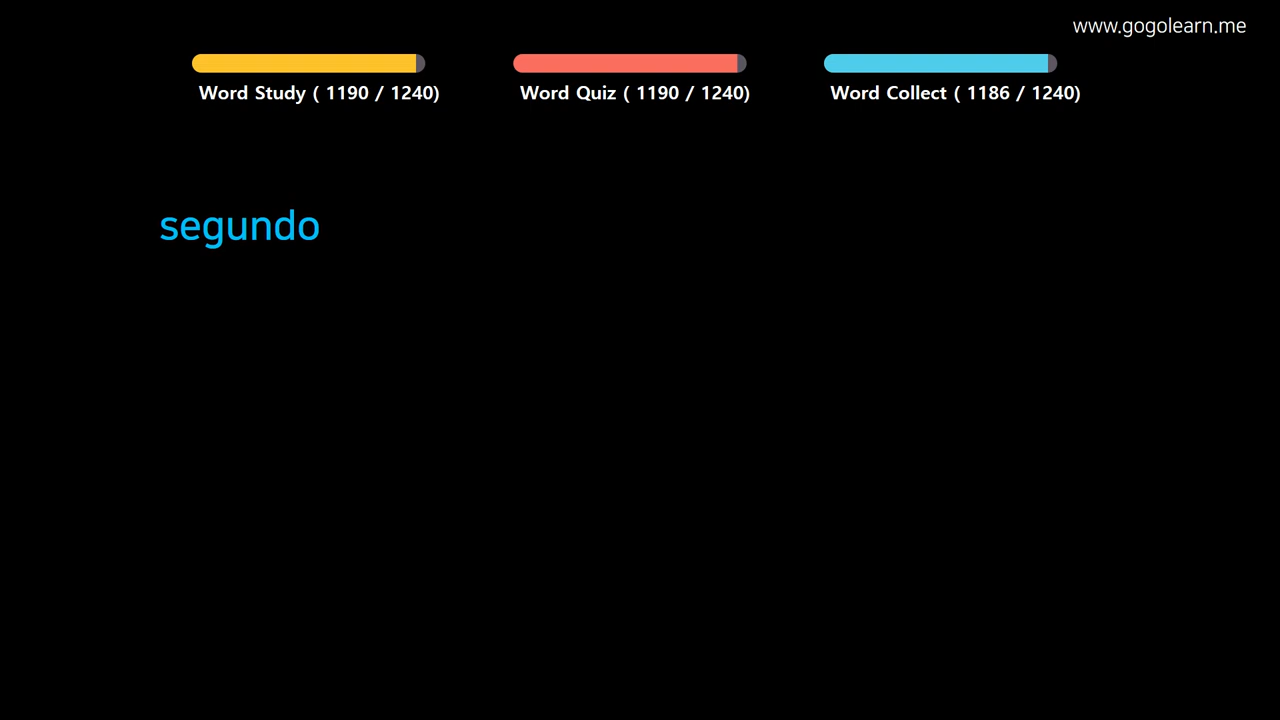 www.gogolearn.me
Word Study ( 1190 / 1240)
Word Quiz ( 1190 / 1240)
Word Collect ( 1186 / 1240)
segundo